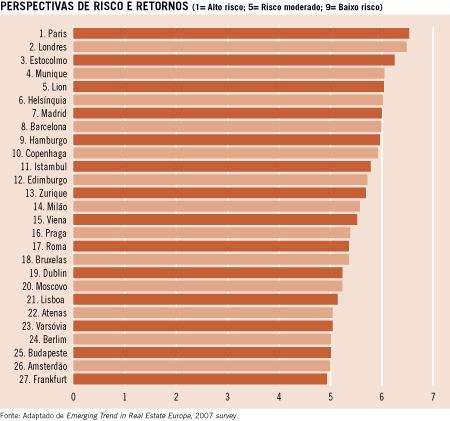 PERSPECTIVAS DE RISCO E RETORNOS (1= Alto risco; 5= Risco moderado; 9= Baixo risco)
1. Paris
2. Londres
3. Estocolmo
4. Munique
5. Lion
6. Helsínquia
7. Madrid
8. Barcelona
9. Hamburgo
10. Copenhaga
11. Istambul
12. Edimburgo
13. Zurique
14. Milão
15. Viena
16. Praga
17. Roma
18. Bruxelas
19. Dublin
20. Moscovo
21. Lisboa
22. Atenas
23. Varsóvia
24. Berlim
25. Budapeste
26. Amsterdão
27. Frankfurt
0 1 2 3 4 5 6 7
Fonte: Adaptado de Emerging Trend in Real Estate Europe, 2007 survey.